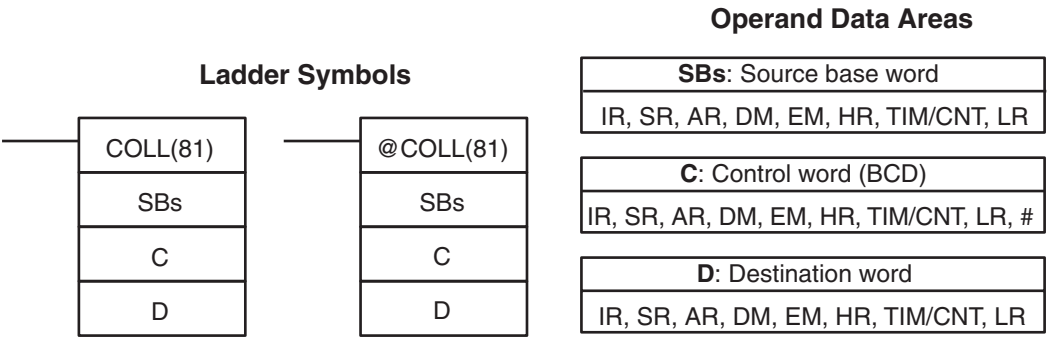 Operand Data Areas
Ladder Symbols
COLL(81)
SBs
C
D
@COLL(81)
SBs
C
D
SBs: Source base word
IR, SR, AR, DM, EM, HR, TIM/CNT, LR
C: Control word (BCD)
IR, SR, AR, DM, EM, HR, TIM/CNT, LR, #
D: Destination word
IR, SR, AR, DM, EM, HR, TIM/CNT, LR